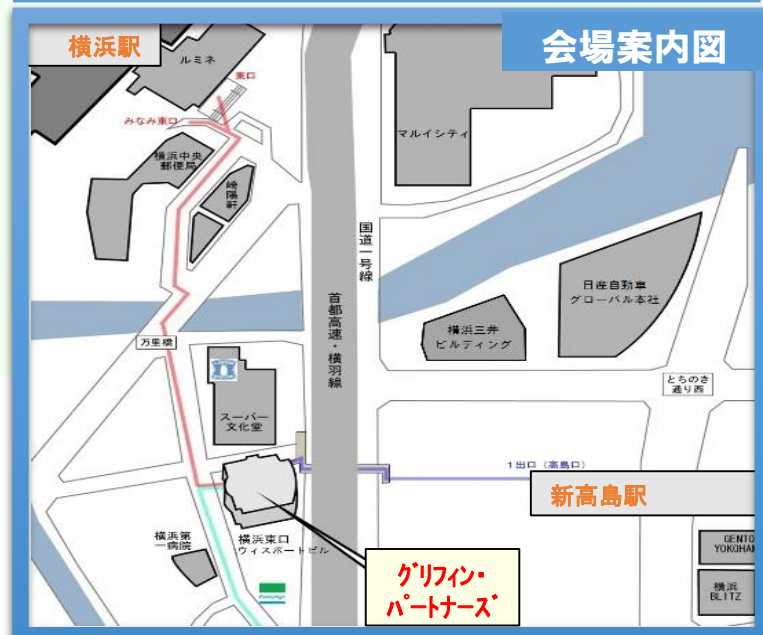 会場案内図
横浜駅
ルミネ
東口
みなみ東口
横浜中央
郵便局
崎陽軒
マルイシティ
国道一号線
首都高速・横羽線
日産自動車
グローバル本社
横浜三井
ビルディング
万里橋
とちのき
通り西
スーパー
文化堂
1出口（高島口）
新高島駅
横浜第
一病院
横浜東口
ウィスポートビル
グリフィン・
パートナーズ
FamilyMart
GENTO
YOKOHAMA
横浜
BLITZ